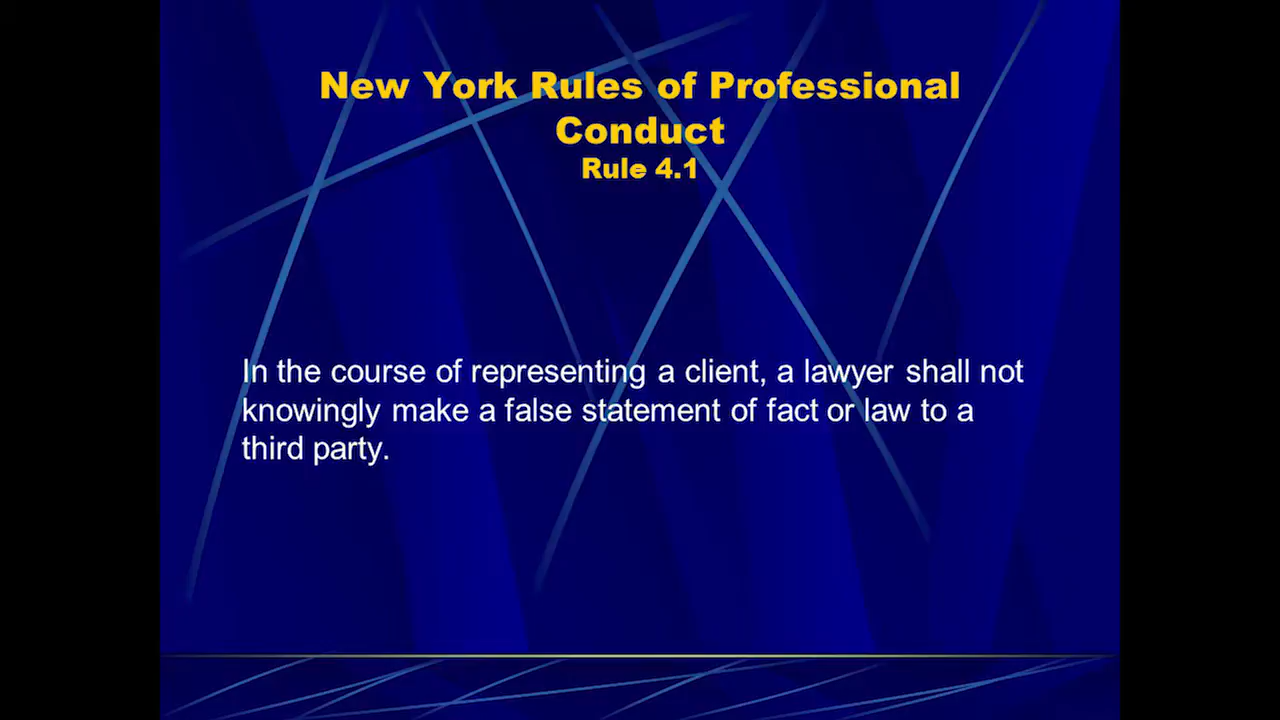 New York Rules of Professional
Conduct
Rule 4.1
In the course of representing a client, a lawyer shall not
knowingly make a false statement of fact or law to a
third party.